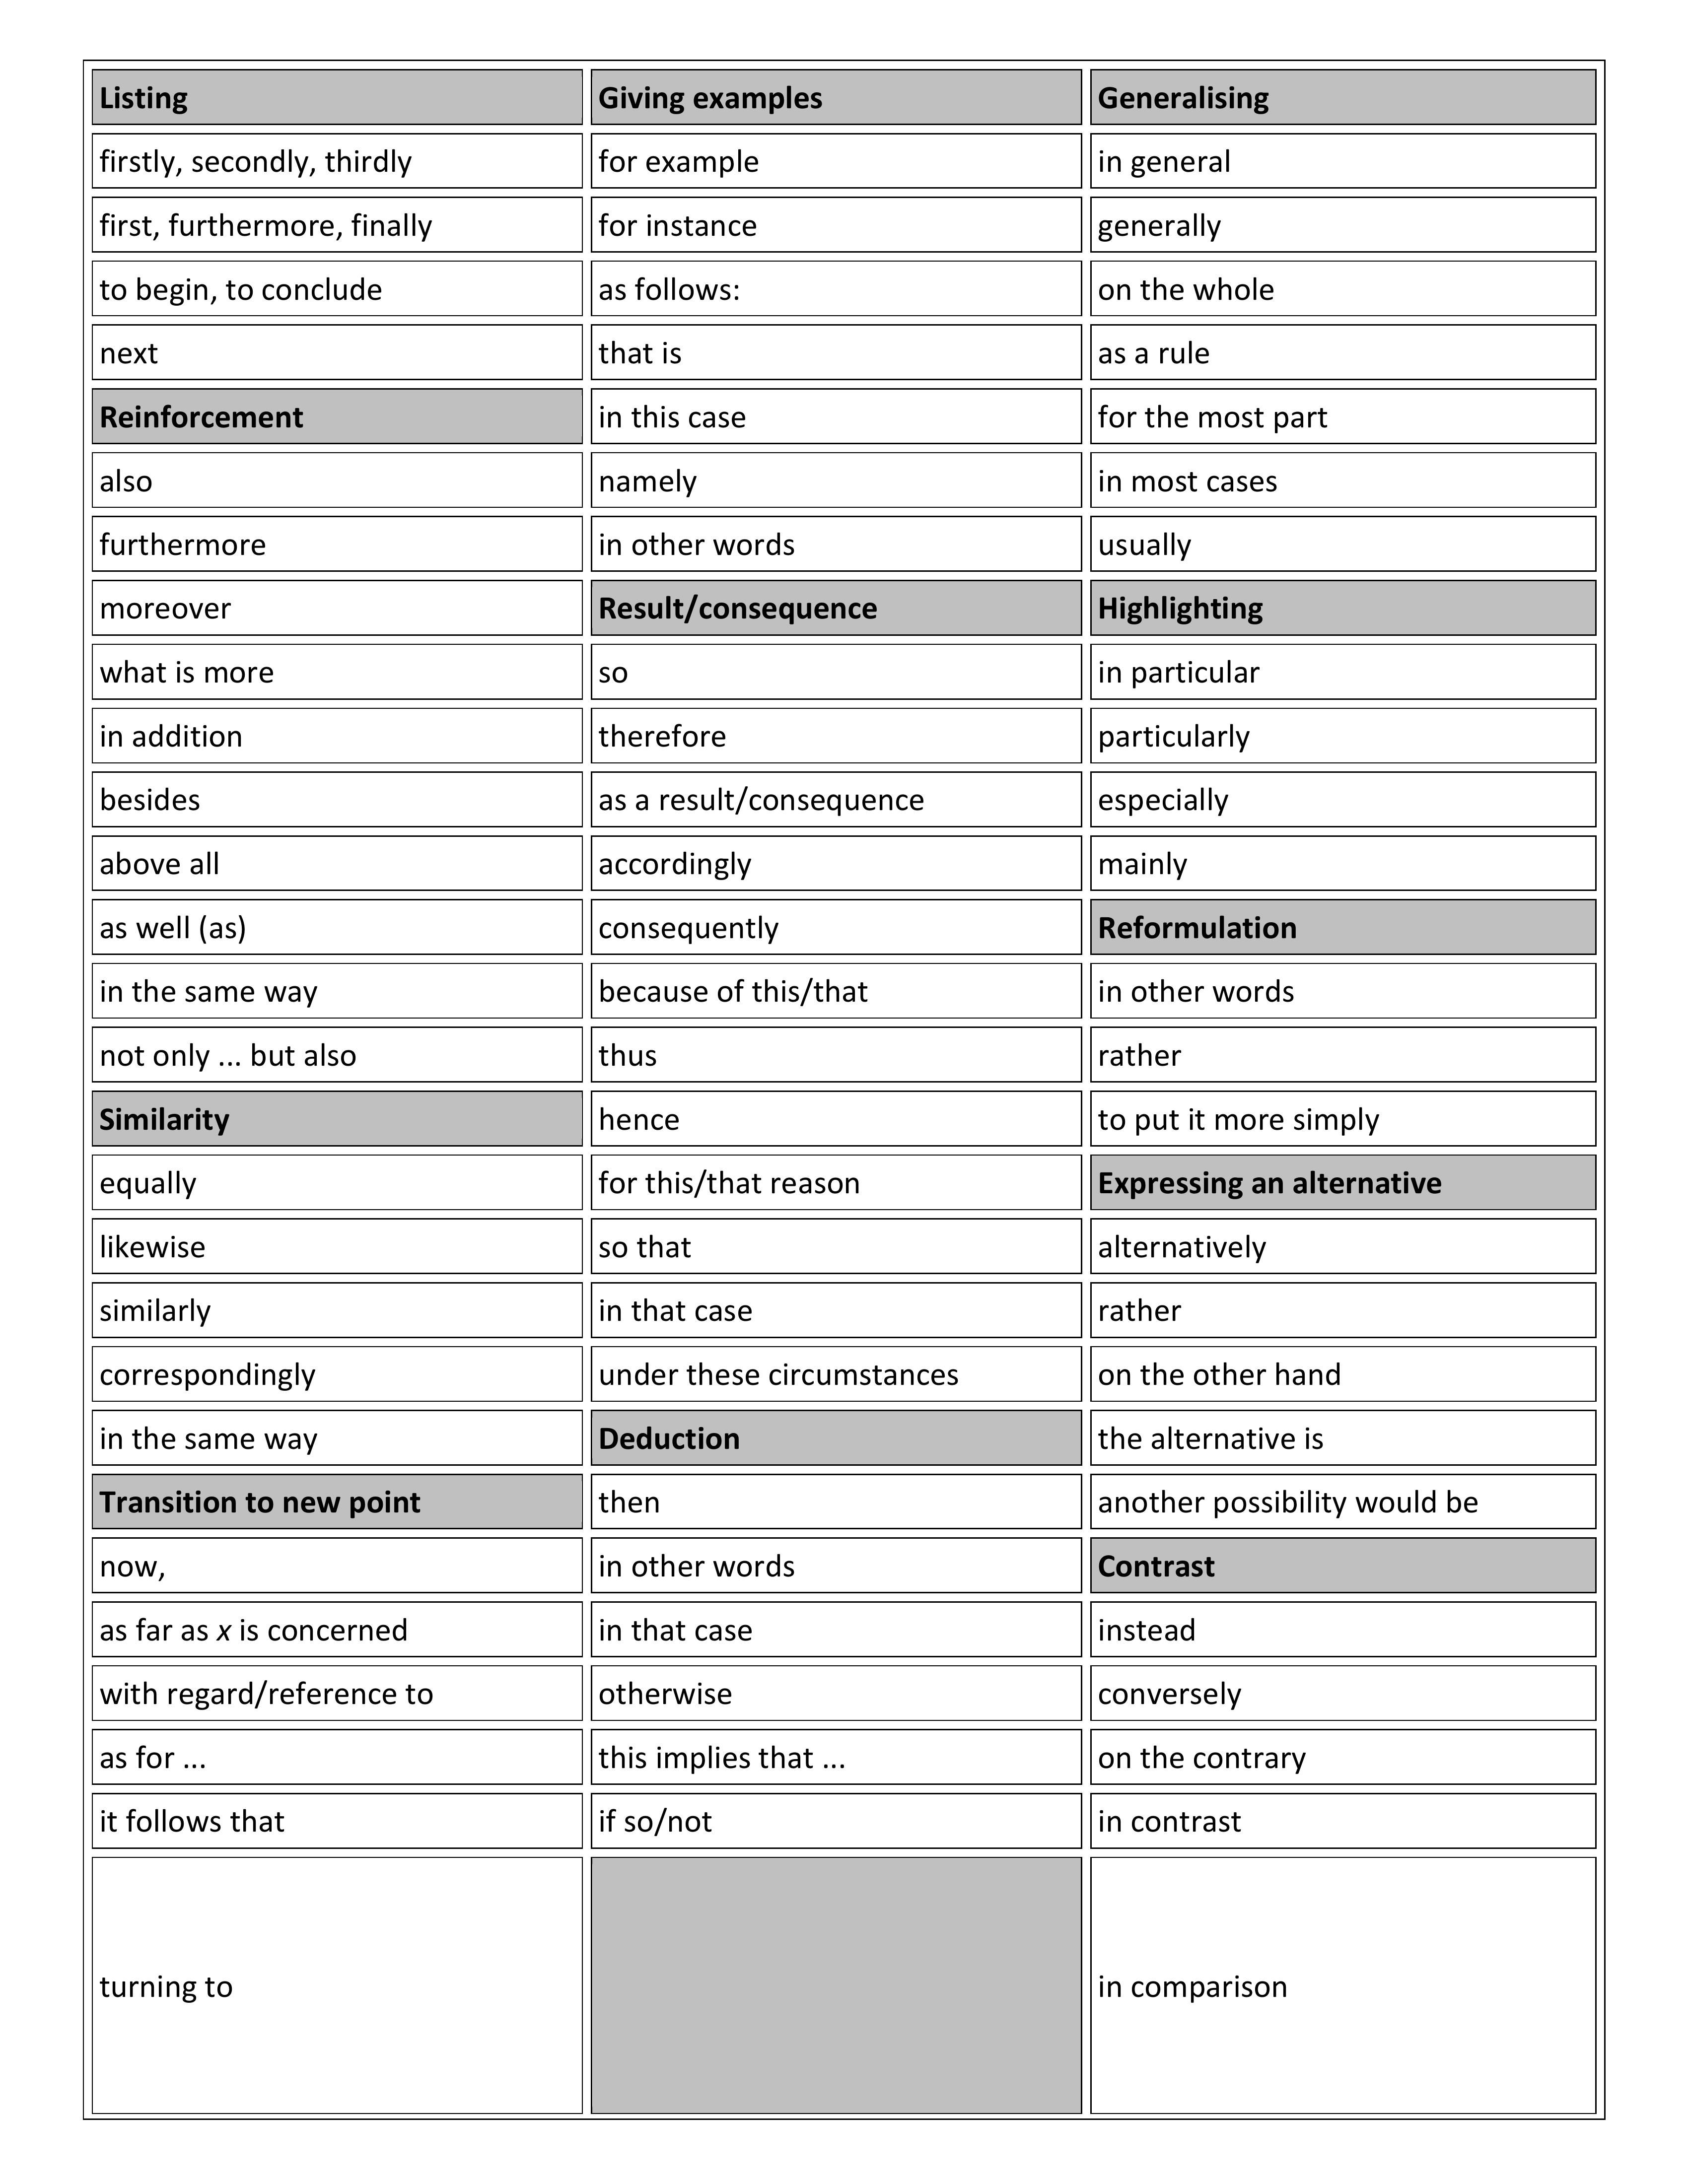 Listing
Giving examples
Generalising
firstly, secondly, thirdly
for example
in general
first, furthermore, finally
for instance
generally
to begin, to conclude
as follows:
on the whole
next
that is
as a rule
Reinforcement
in this case
for the most part
also
namely
in most cases
furthermore
in other words
usually
moreover
Result/consequence
Highlighting
what is more
so
in particular
in addition
therefore
particularly
besides
as a result/consequence
especially
above all
accordingly
mainly
as well (as)
consequently
Reformulation
in the same way
because of this/that
in other words
not only ... but also
thus
rather
Similarity
hence
to put it more simply
equally
for this/that reason
Expressing an alternative
likewise
so that
alternatively
similarly
in that case
rather
correspondingly
under these circumstances
on the other hand
in the same way
Deduction
the alternative is
Transition to new point
then
another possibility would be
now,
in other words
Contrast
as far as x is concerned
in that case
instead
with regard/reference to
otherwise
conversely
as for ...
this implies that ...
on the contrary
it follows that
if so/not
in contrast
turning to
in comparison